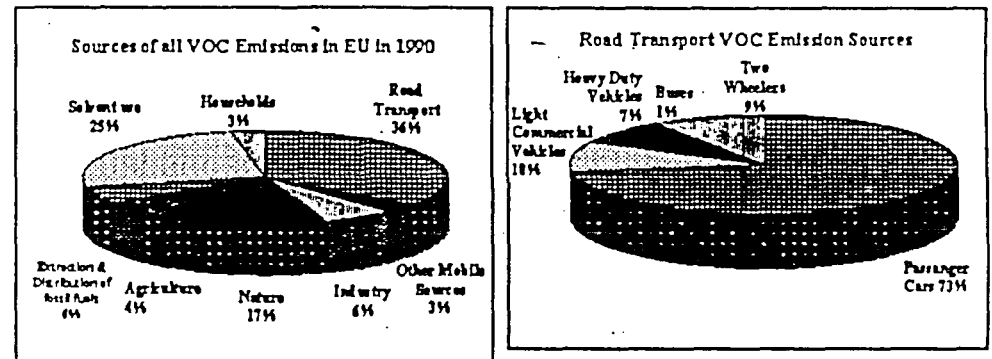 Sources of all VOC Emissions in EU in 1990
Solvent use
25%
Households
3%
Road
Transport
36%
Extraction &
Distribution of
fossil fuels
6%
Agriculture
4%
Nature
17%
Industry
6%
Other Mobile
Sources
3%
Road Transport VOC Emission Sources
Light
Commercial
Vehicles
10%
Heavy Duty
Vehicles
7%
Buses
1%
Two
Wheelers
9%
Passanger
Cars 73%